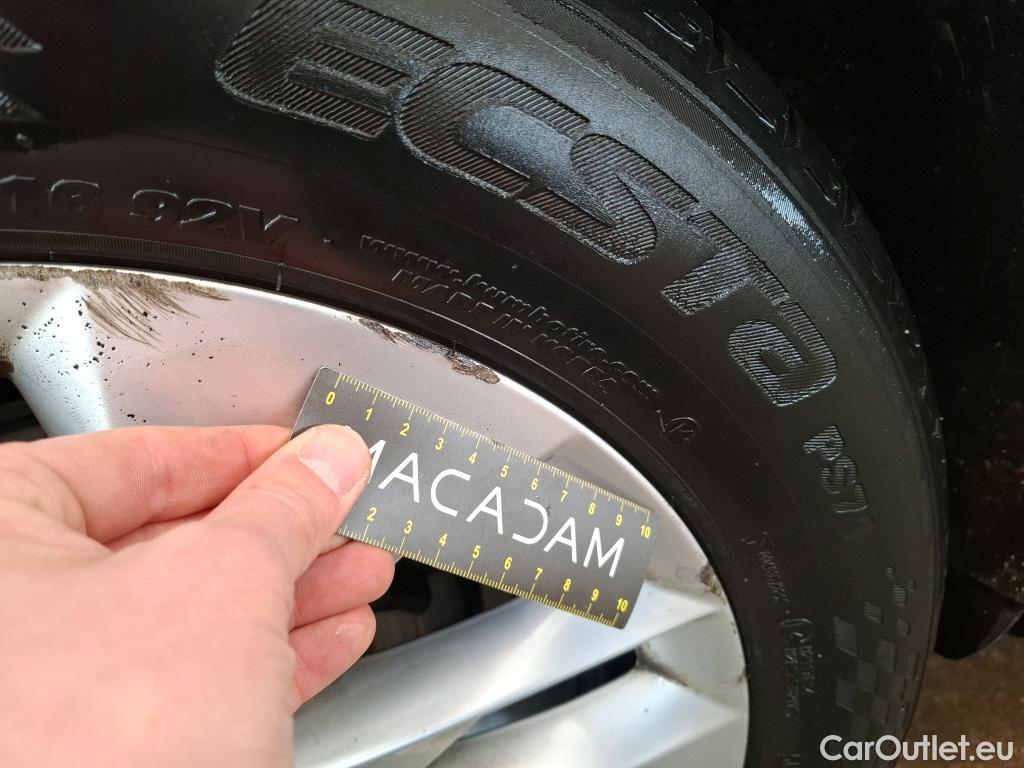 ECSTA PS71
16 92V
www.kumhotire.com
MADE IN KOREA
0 1 2 3 4 5 6 7 8 9 10
MACADAM
2 3 4 5 6 7 8 9 10
CarOutlet.eu